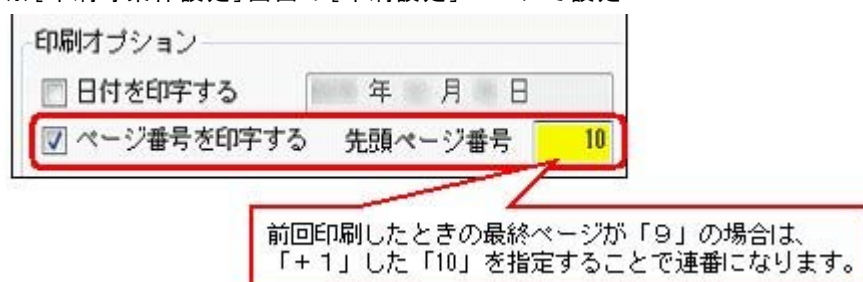 印刷オプション
日付を印字する 年 月 日
ページ番号を印字する 先頭ページ番号 10
前回印刷したときの最終ページが「9」の場合は、
「+1」した「10」を指定することで連番になります。